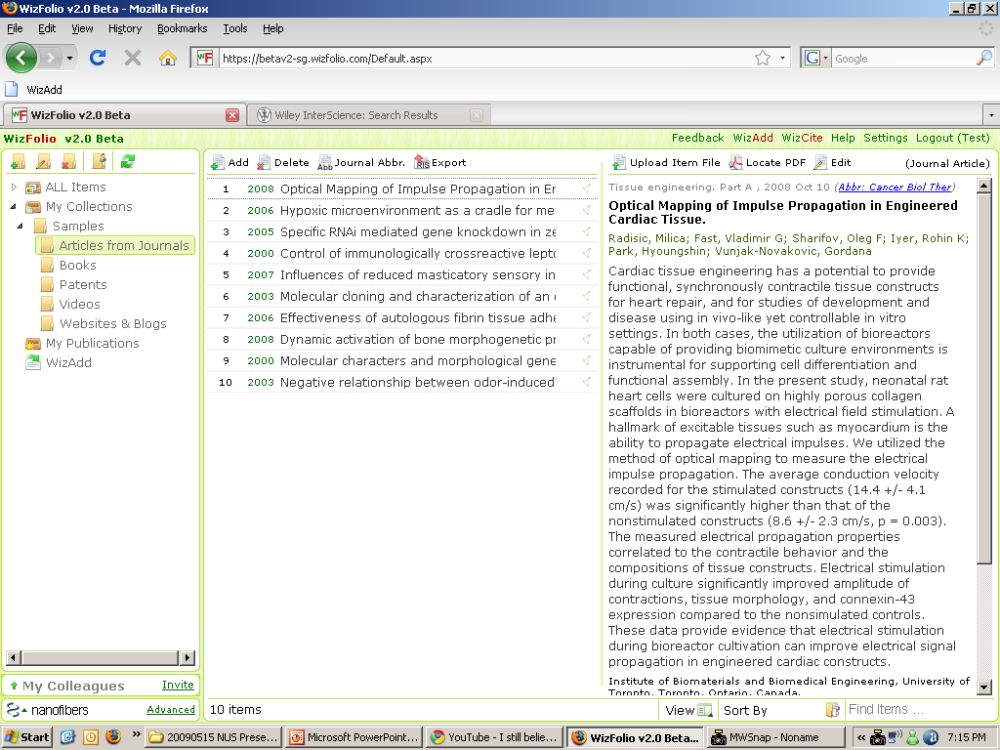 WizFolio v2.0 Beta - Mozilla Firefox
File Edit View History Bookmarks Tools Help
https://betav2-sg.wizfolio.com/Default.aspx
Google
WizAdd
WizFolio v2.0 Beta
Wiley InterScience: Search Results
WizFolio v2.0 Beta
Feedback WizAdd WizCite Help Settings Logout (Test)
ALL Items
My Collections
Samples
Articles from Journals
Books
Patents
Videos
Websites & Blogs
My Publications
WizAdd
My Colleagues Invite
nanofibers Advanced
Add Delete Journal Abbr. Export
1 2008 Optical Mapping of Impulse Propagation in Er
2 2006 Hypoxic microenvironment as a cradle for me
3 2005 Specific RNAi mediated gene knockdown in ze
4 2000 Control of immunologically crossreactive lept
5 2007 Influences of reduced masticatory sensory in
6 2003 Molecular cloning and characterization of an
7 2006 Effectiveness of autologous fibrin tissue adhe
8 2008 Dynamic activation of bone morphogenetic pr
9 2000 Molecular characters and morphological gene
10 2003 Negative relationship between odor-induced
10 items
Upload Item File Locate PDF Edit (Journal Article)
Tissue engineering. Part A , 2008 Oct 10 (Abbr: Cancer Biol Ther)
Optical Mapping of Impulse Propagation in Engineered
Cardiac Tissue.
Radisic, Milica; Fast, Vladimir G; Sharifov, Oleg F; Iyer, Rohin K;
Park, Hyoungshin; Vunjak-Novakovic, Gordana
Cardiac tissue engineering has a potential to provide
functional, synchronously contractile tissue constructs
for heart repair, and for studies of development and
disease using in vivo-like yet controllable in vitro
settings. In both cases, the utilization of bioreactors
capable of providing biomimetic culture environments is
instrumental for supporting cell differentiation and
functional assembly. In the present study, neonatal rat
heart cells were cultured on highly porous collagen
scaffolds in bioreactors with electrical field stimulation. A
hallmark of excitable tissues such as myocardium is the
ability to propagate electrical impulses. We utilized the
method of optical mapping to measure the electrical
impulse propagation. The average conduction velocity
recorded for the stimulated constructs (14.4 +/- 4.1
cm/s) was significantly higher than that of the
nonstimulated constructs (8.6 +/- 2.3 cm/s, p = 0.003).
The measured electrical propagation properties
correlated to the contractile behavior and the
compositions of tissue constructs. Electrical stimulation
during culture significantly improved amplitude of
contractions, tissue morphology, and connexin-43
expression compared to the nonsimulated controls.
These data provide evidence that electrical stimulation
during bioreactor cultivation can improve electrical signal
propagation in engineered cardiac constructs.
Institute of Biomaterials and Biomedical Engineering, University of
Toronto, Toronto, Ontario, Canada.
View Sort By Find Items ...
Start 20090515 NUS Prese... Microsoft PowerPoint... YouTube - I still belie... WizFolio v2.0 Beta... MWSnap - Noname 7:15 PM